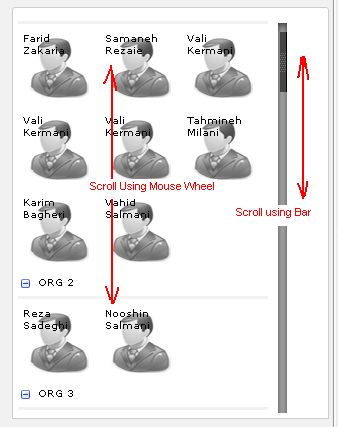 Farid Zakaria
Samaneh Rezaie
Vali Kermani
Vali Kermani
Vali Kermani
Tahmineh Milani
Scroll Using Mouse Wheel
Karim Bagheri
Vahid Salmani
Scroll using Bar
ORG 2
Reza Sadeghi
Nooshin Salmani
ORG 3